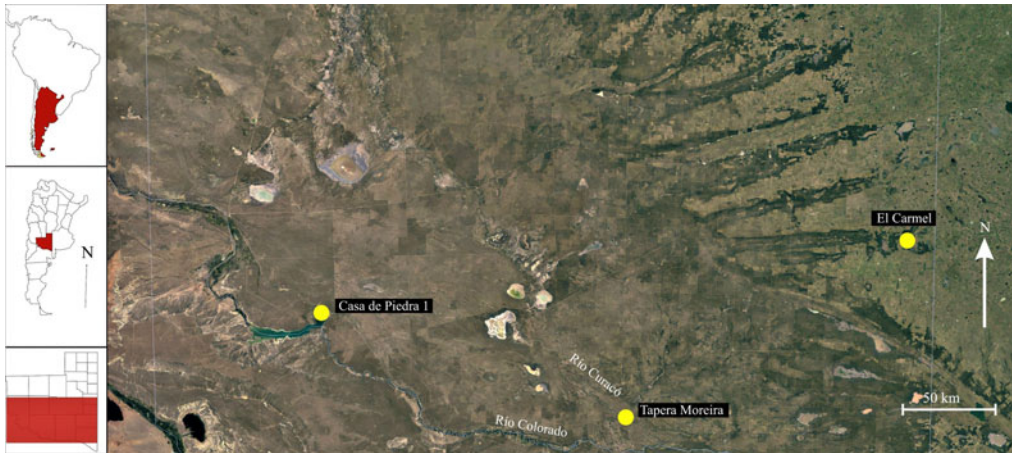 N
El Carmel
N
Casa de Piedra 1
Río Curacó
50 km
Tapera Moreira
Río Colorado